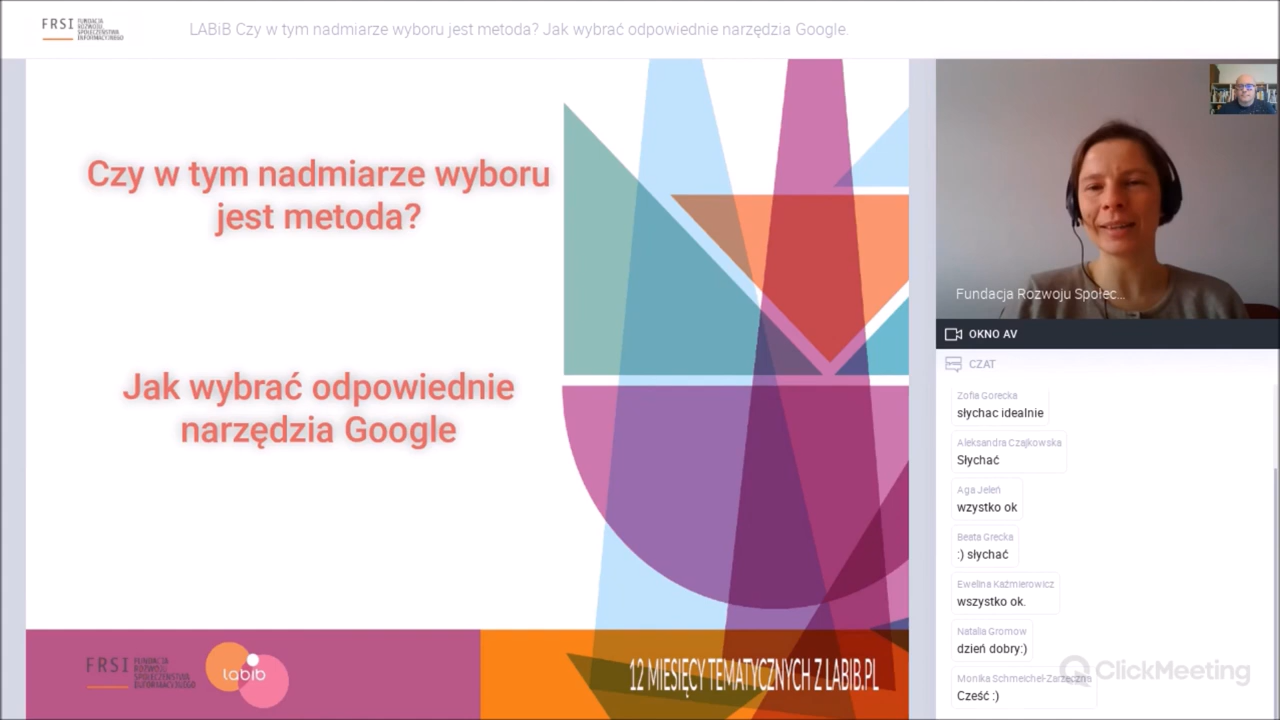 FRSI FUNDACJA
ROZWOJU
SPOŁECZEŃSTWA
INFORMACYJNEGO
LABiB Czy w tym nadmiarze wyboru jest metoda? Jak wybrać odpowiednie narzędzia Google.
Czy w tym nadmiarze wyboru
jest metoda?
Jak wybrać odpowiednie
narzędzia Google
FRSI FUNDACJA
ROZWOJU
SPOŁECZEŃSTWA
INFORMACYJNEGO
labib
12 MIESIĘCY TEMATYCZNYCH Z LABIB.PL
Fundacja Rozwoju Społec...
OKNO AV
CZAT
Zofia Gorecka
słychac idealnie
Aleksandra Czajkowska
Słychać
Aga Jeleń
wzystko ok
Beata Grecka
:) słychać
Ewelina Kaźmierowicz
wszystko ok.
Natalia Gromow
dzień dobry:)
Monika Schmeichel-Zarzeczna
Cześć :)
ClickMeeting